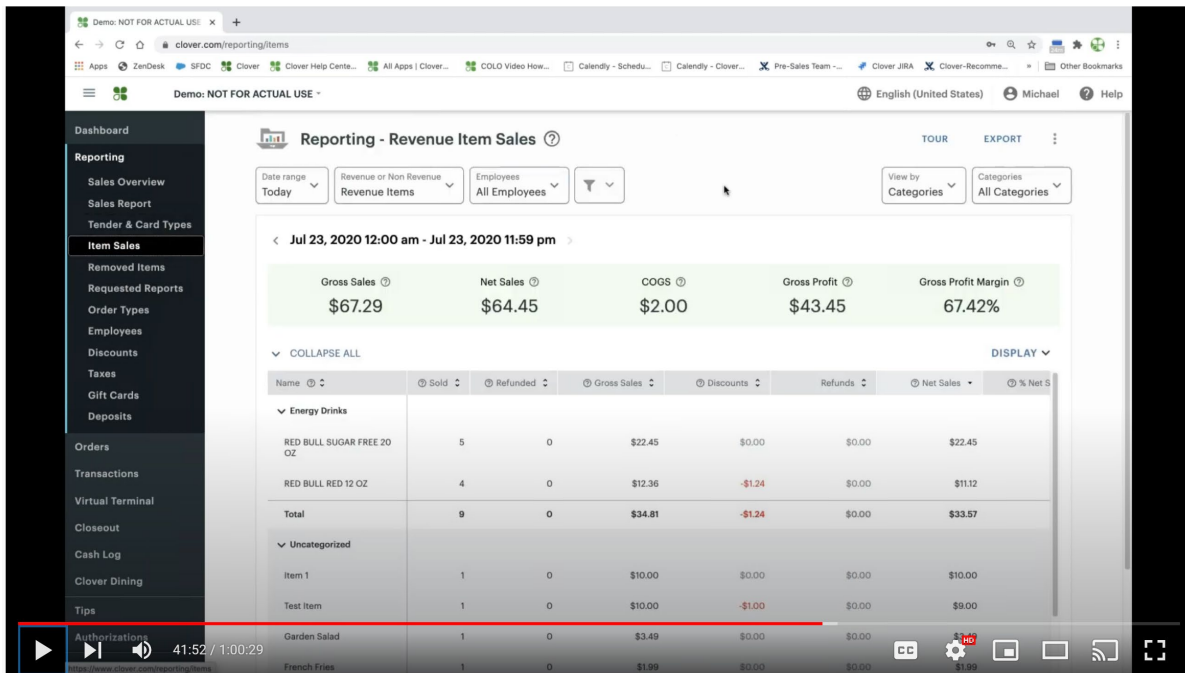 Demo: NOT FOR ACTUAL USE × +
clover.com/reporting/items
Apps ZenDesk SFDC Clover Clover Help Cente... All Apps | Clover... COLO Video How... Calendly - Schedu... Calendly - Clover... Pre-Sales Team -... Clover JIRA Clover-Recomme... » Other Bookmarks
Demo: NOT FOR ACTUAL USE English (United States) Michael Help
Dashboard
Reporting
Sales Overview
Sales Report
Tender & Card Types
Item Sales
Removed Items
Requested Reports
Order Types
Employees
Discounts
Taxes
Gift Cards
Deposits
Orders
Transactions
Virtual Terminal
Closeout
Cash Log
Clover Dining
Tips
Authorizations
https://www.clover.com/reporting/items
Reporting - Revenue Item Sales TOUR EXPORT
Date range Revenue or Non Revenue Employees View by Categories
Today Revenue Items All Employees Categories All Categories
Jul 23, 2020 12:00 am - Jul 23, 2020 11:59 pm
Gross Sales Net Sales COGS Gross Profit Gross Profit Margin
$67.29 $64.45 $2.00 $43.45 67.42%
COLLAPSE ALL DISPLAY
Name Sold Refunded Gross Sales Discounts Refunds Net Sales % Net S
Energy Drinks
RED BULL SUGAR FREE 20 OZ 5 0 $22.45 $0.00 $0.00 $22.45
RED BULL RED 12 OZ 4 0 $12.36 -$1.24 $0.00 $11.12
Total 9 0 $34.81 -$1.24 $0.00 $33.57
Uncategorized
Item 1 1 0 $10.00 $0.00 $0.00 $10.00
Test Item 1 0 $10.00 -$1.00 $0.00 $9.00
Garden Salad 1 0 $3.49 $0.00 $0.00 $3.49
French Fries 1 0 $1.99 $0.00 $0.00 $1.99
41:52 / 1:00:29 CC HD